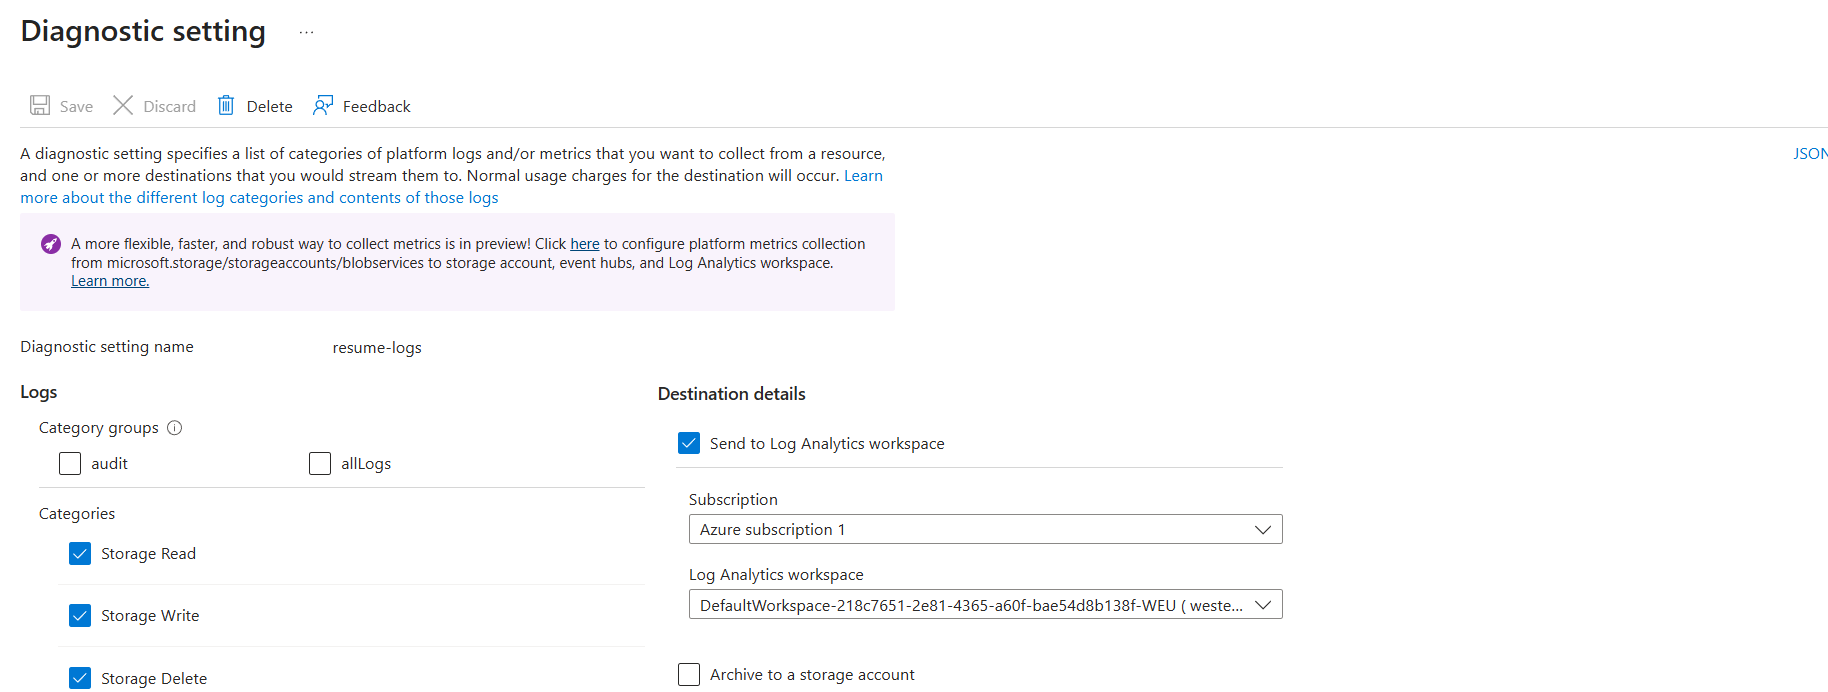 Diagnostic setting ...
Save Discard Delete Feedback
A diagnostic setting specifies a list of categories of platform logs and/or metrics that you want to collect from a resource,
and one or more destinations that you would stream them to. Normal usage charges for the destination will occur. Learn
more about the different log categories and contents of those logs
JSON
A more flexible, faster, and robust way to collect metrics is in preview! Click here to configure platform metrics collection
from microsoft.storage/storageaccounts/blobservices to storage account, event hubs, and Log Analytics workspace.
Learn more.
Diagnostic setting name resume-logs
Logs
Category groups
audit allLogs
Categories
Storage Read
Storage Write
Storage Delete
Destination details
Send to Log Analytics workspace
Subscription
Azure subscription 1
Log Analytics workspace
DefaultWorkspace-218c7651-2e81-4365-a60f-bae54d8b138f-WEU ( weste...
Archive to a storage account